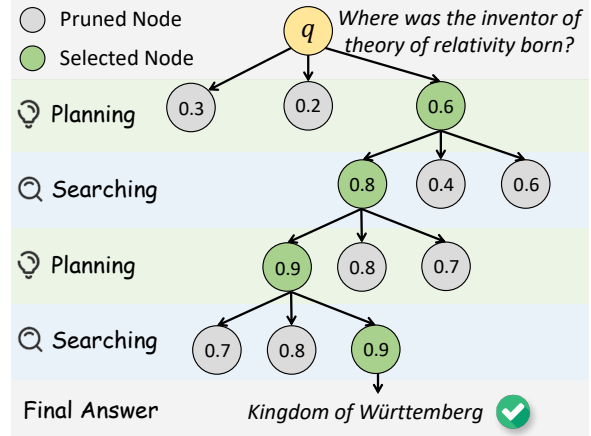 Pruned Node
Selected Node
q
Where was the inventor of
theory of relativity born?
Planning
0.3
0.2
0.6
Searching
0.8
0.4
0.6
Planning
0.9
0.8
0.7
Searching
0.7
0.8
0.9
Final Answer
Kingdom of Württemberg